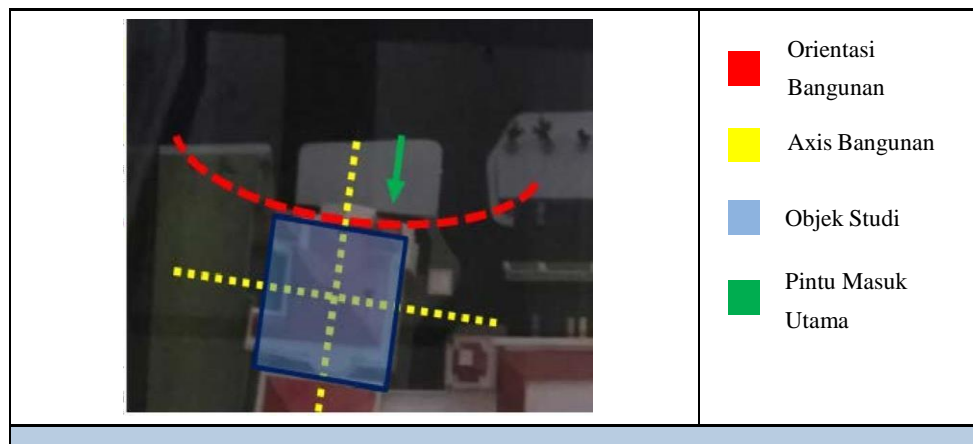 Orientasi
Bangunan
Axis Bangunan
Objek Studi
Pintu Masuk
Utama